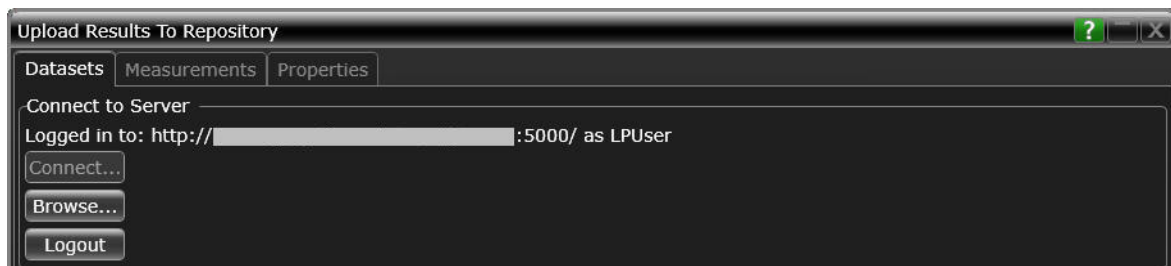 Upload Results To Repository ? X
Datasets Measurements Properties
Connect to Server
Logged in to: http:// :5000/ as LPUser
Connect...
Browse...
Logout